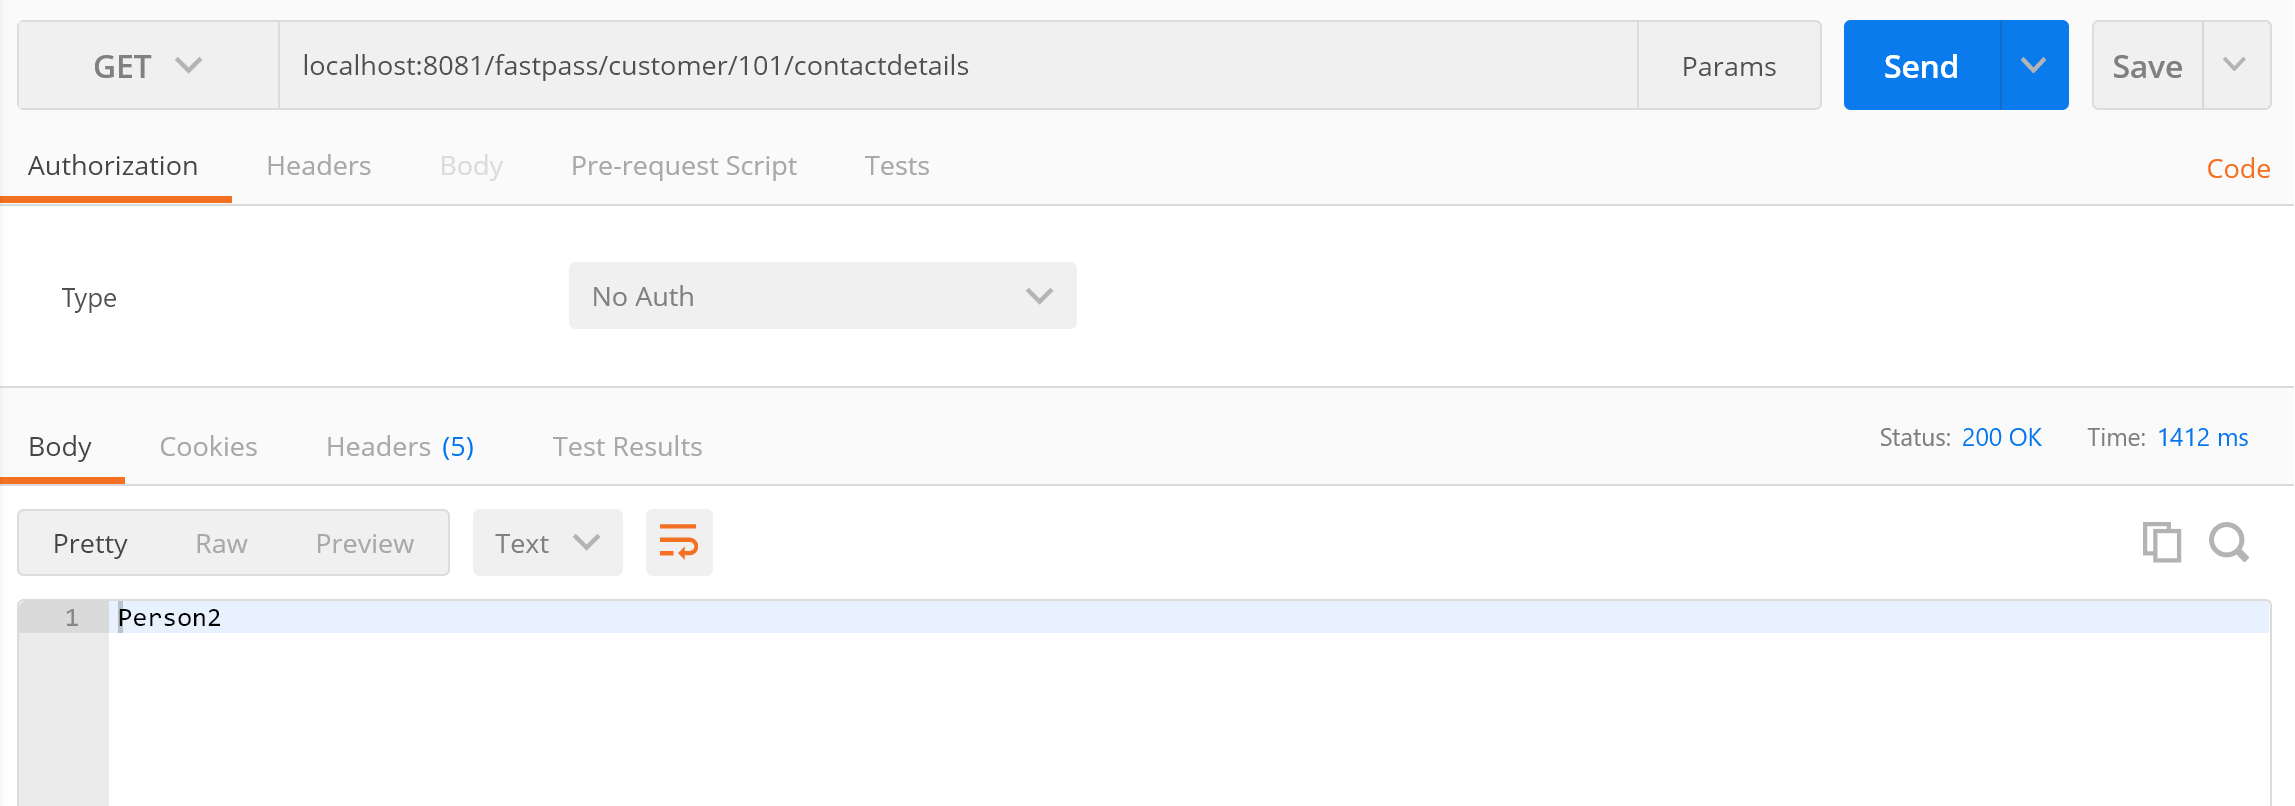 GET localhost:8081/fastpass/customer/101/contactdetails Params Send Save
Authorization Headers Body Pre-request Script Tests Code
Type No Auth
Body Cookies Headers (5) Test Results Status: 200 OK Time: 1412 ms
Pretty Raw Preview Text
1 Person2